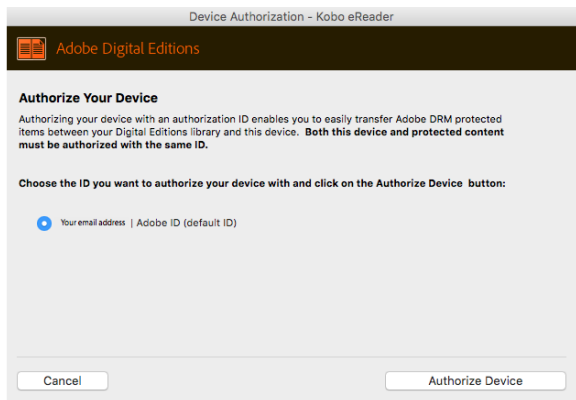 Device Authorization - Kobo eReader
Adobe Digital Editions
Authorize Your Device
Authorizing your device with an authorization ID enables you to easily transfer Adobe DRM protected
items between your Digital Editions library and this device. Both this device and protected content
must be authorized with the same ID.
Choose the ID you want to authorize your device with and click on the Authorize Device button:
Your email address | Adobe ID (default ID)
Cancel
Authorize Device